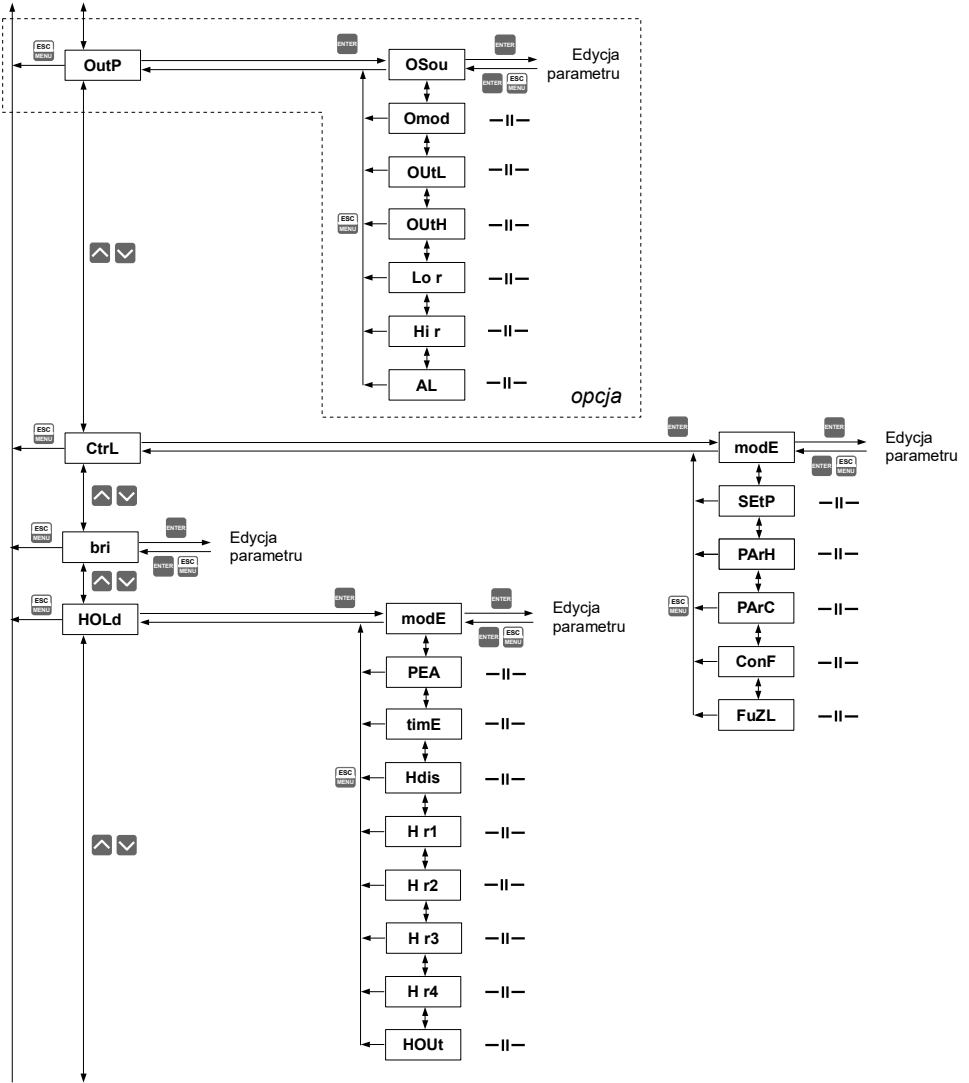 ESC
MENU
OutP
ENTER
OSou
ENTER
ENTER ESC
MENU
Edycja
parametru
Omod
—II—
OUtL
—II—
ESC
MENU
OUtH
—II—
Lo r
—II—
Hi r
—II—
AL
—II—
opcja
ESC
MENU
CtrL
ENTER
modE
ENTER
ENTER ESC
MENU
Edycja
parametru
SEtP
—II—
PArH
—II—
ESC
MENU
PArC
—II—
ConF
—II—
FuZL
—II—
ESC
MENU
bri
ENTER
ENTER ESC
MENU
Edycja
parametru
ESC
MENU
HOLd
ENTER
modE
ENTER
ENTER ESC
MENU
Edycja
parametru
PEA
—II—
timE
—II—
ESC
MENU
Hdis
—II—
H r1
—II—
H r2
—II—
H r3
—II—
H r4
—II—
HOUt
—II—